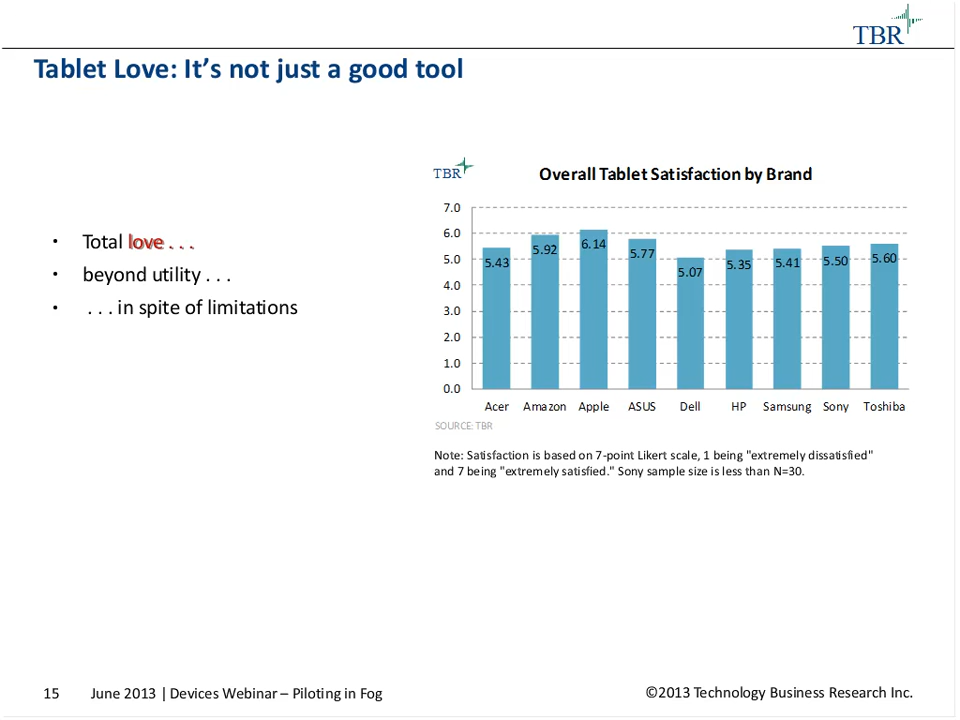 TBR
Tablet Love: It's not just a good tool
• Total love . . .
• beyond utility . . .
• . . . in spite of limitations
TBR
Overall Tablet Satisfaction by Brand
7.0
6.0
5.0
4.0
3.0
2.0
1.0
0.0
5.43 5.92 6.14 5.77 5.07 5.35 5.41 5.50 5.60
Acer Amazon Apple ASUS Dell HP Samsung Sony Toshiba
SOURCE: TBR
Note: Satisfaction is based on 7-point Likert scale, 1 being "extremely dissatisfied"
and 7 being "extremely satisfied." Sony sample size is less than N=30.
15 June 2013 | Devices Webinar – Piloting in Fog ©2013 Technology Business Research Inc.